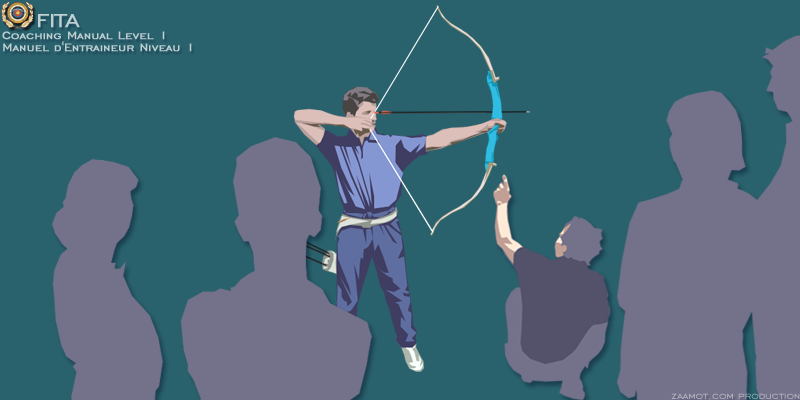 FITA
Coaching Manual Level 1
Manuel d'Entraineur Niveau 1
zaamot.com production